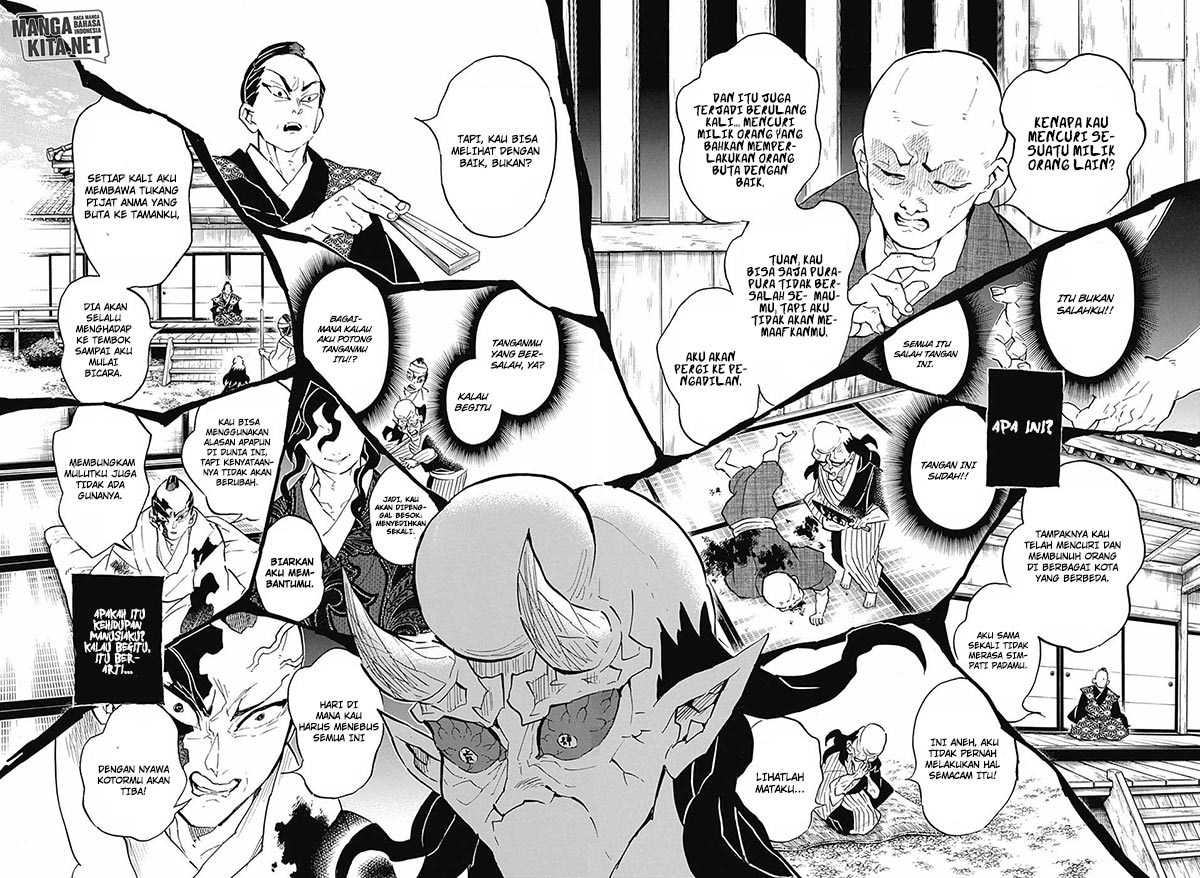 KENAPA KAU
MENCURI SE-
SUATU MILIK
ORANG LAIN?
DAN ITU JUGA
TERJADI BERULANG
KALI... MENCURI
MILIK ORANG YANG
BAHKAN MEMPER-
LAKUKAN ORANG
BUTA DENGAN
BAIK.
TUAN, KAU
BISA SAJA PURA-
PURA TIDAK BER-
SALAH SE- MAU-
MU, TAPI AKU
TIDAK AKAN ME-
MAAFKANMU.
AKU AKAN
PERGI KE PE-
NGADILAN.
ITU BUKAN
SALAHKU!!
SEMUA ITU
SALAH TANGAN
INI.
TANGAN INI
SUDAH!!
APA INI?
TAMPAKNYA KAU
TELAH MENCURI DAN
MEMBUNUH ORANG
DI BERBAGAI KOTA
YANG BERBEDA.
AKU SAMA
SEKALI TIDAK
MERASA SIM-
PATI PADAMU.
INI ANEH, AKU
TIDAK PERNAH
MELAKUKAN HAL
SEMACAM ITU!
LIHATLAH
MATAKU...
MANGA
KITA.NET
BACA MANGA
BAHASA
INDONESIA
TAPI, KAU BISA
MELIHAT DENGAN
BAIK, BUKAN?
SETIAP KALI AKU
MEMBAWA TUKANG
PIJAT ANMA YANG
BUTA KE TAMANKU,
DIA AKAN
SELALU
MENGHADAP
KE TEMBOK
SAMPAI AKU
MULAI
BICARA.
TANGANMU
YANG BER-
SALAH, YA?
KALAU
BEGITU
BAGAI-
MANA KALAU
AKU POTONG
TANGANMU
ITU!?
JADI, KAU
AKAN DIPENG-
GAL BESOK.
MENYEDIHKAN
SEKALI.
BIARKAN
AKU MEM-
BANTUMU.
KAU BISA
MENGGUNAKAN
ALASAN APAPUN
DI DUNIA INI,
TAPI KENYATAA-
NNYA TIDAK AKAN
BERUBAH.
MEMBUNGKAM
MULUTKU JUGA
TIDAK ADA
GUNANYA.
APAKAH ITU
KEHIDUPAN
MANUSIAKU?
KALAU BEGITU,
ITU BER-
ARTI...
HARI DI
MANA KAU
HARUS MENEBUS
SEMUA INI
DENGAN NYAWA
KOTORMU AKAN
TIBA!